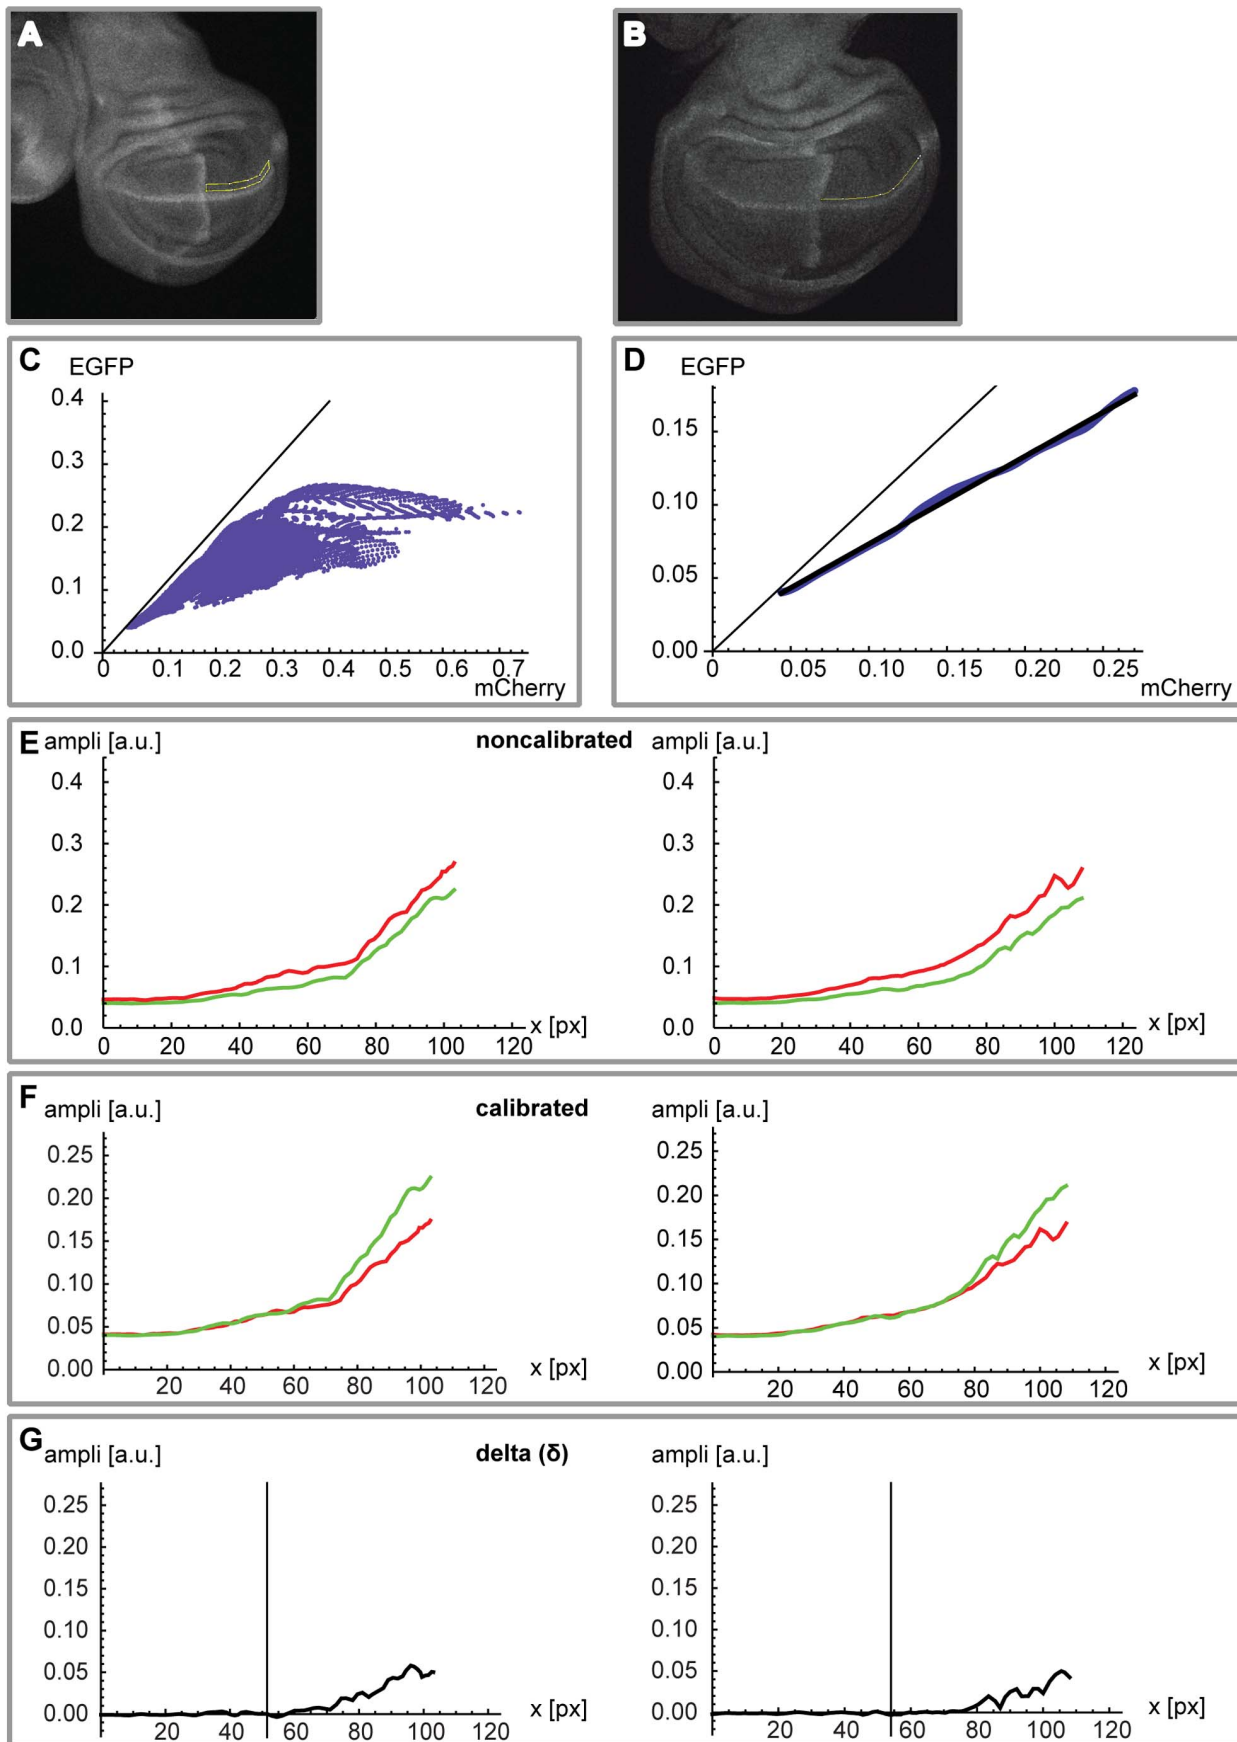 A
B
C
EGFP
0.4
0.3
0.2
0.1
0.0
0 0.1 0.2 0.3 0.4 0.5 0.6 0.7
mCherry
D
EGFP
0.15
0.10
0.05
0.00
0 0.05 0.10 0.15 0.20 0.25
mCherry
E ampli [a.u.] noncalibrated ampli [a.u.]
0.4
0.3
0.2
0.1
0.0
0 20 40 60 80 100 120 x [px]
0.4
0.3
0.2
0.1
0.0
0 20 40 60 80 100 120 x [px]
F
ampli [a.u.] calibrated ampli [a.u.]
0.25
0.20
0.15
0.10
0.05
0.00
20 40 60 80 100 120 x [px]
0.25
0.20
0.15
0.10
0.05
0.00
20 40 60 80 100 120 x [px]
G
ampli [a.u.] delta (δ) ampli [a.u.]
0.25
0.20
0.15
0.10
0.05
0.00
20 40 60 80 100 120 x [px]
0.25
0.20
0.15
0.10
0.05
0.00
20 40 60 80 100 120 x [px]